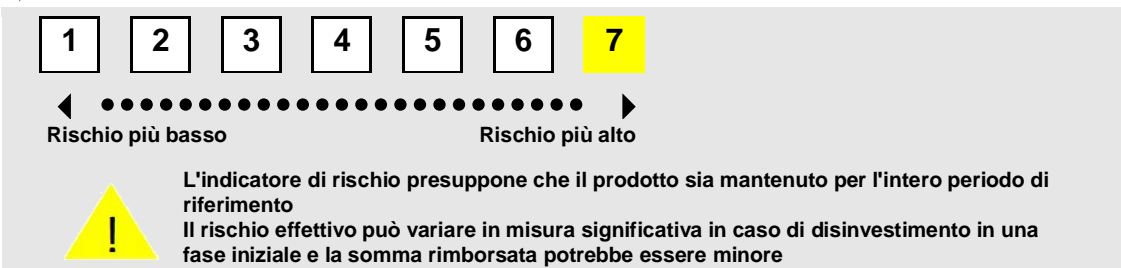 1 2 3 4 5 6 7
Rischio più basso Rischio più alto
L'indicatore di rischio presuppone che il prodotto sia mantenuto per l'intero periodo di
riferimento
Il rischio effettivo può variare in misura significativa in caso di disinvestimento in una
fase iniziale e la somma rimborsata potrebbe essere minore
!